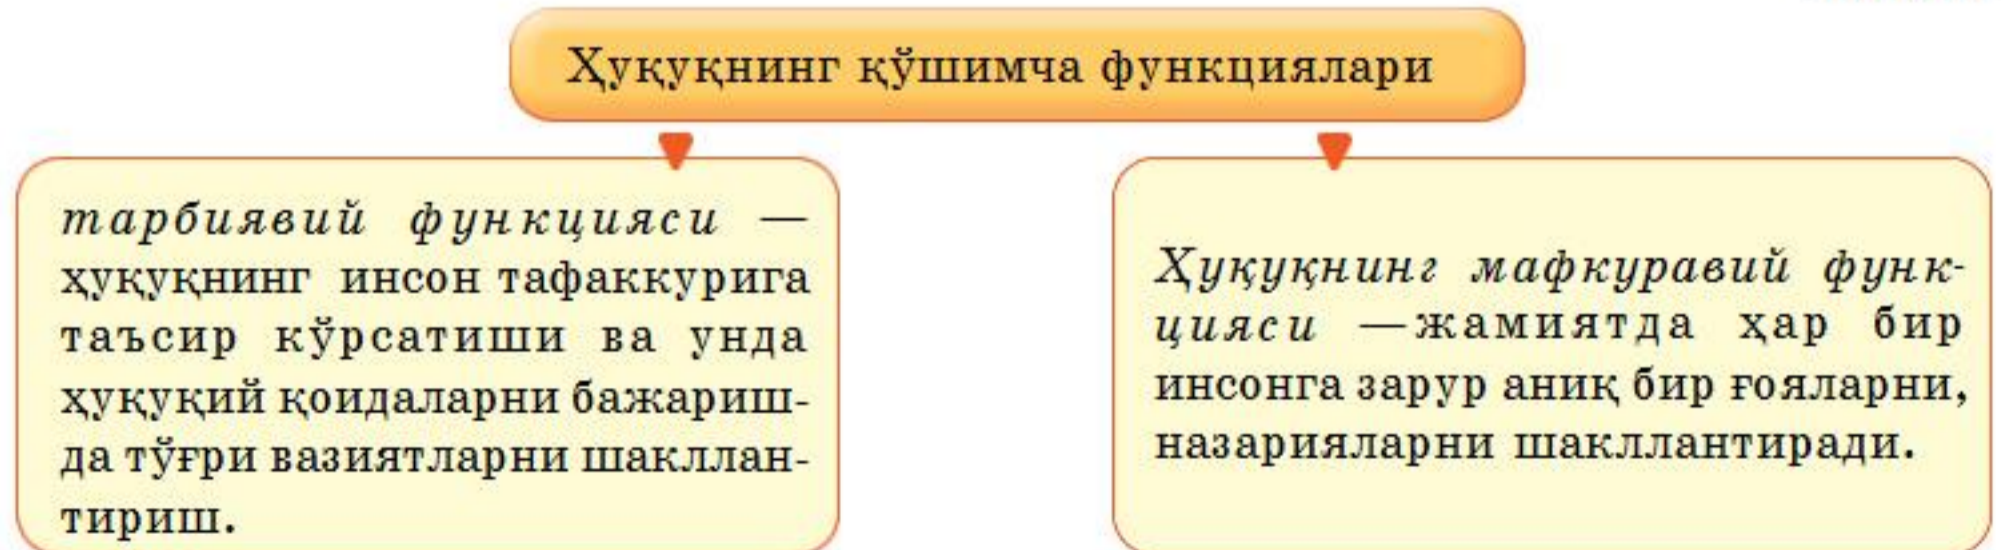 Ҳуқуқнинг қўшимча функциялари
тарбиявий функцияси —
ҳуқуқнинг инсон тафаккурига
таъсир кўрсатиши ва унда
ҳуқуқий қоидаларни бажариш-
да тўғри вазиятларни шакллан-
тириш.
Ҳуқуқнинг мафкуравий функ-
цияси —жамиятда ҳар бир
инсонга зарур аниқ бир ғояларни,
назарияларни шакллантиради.